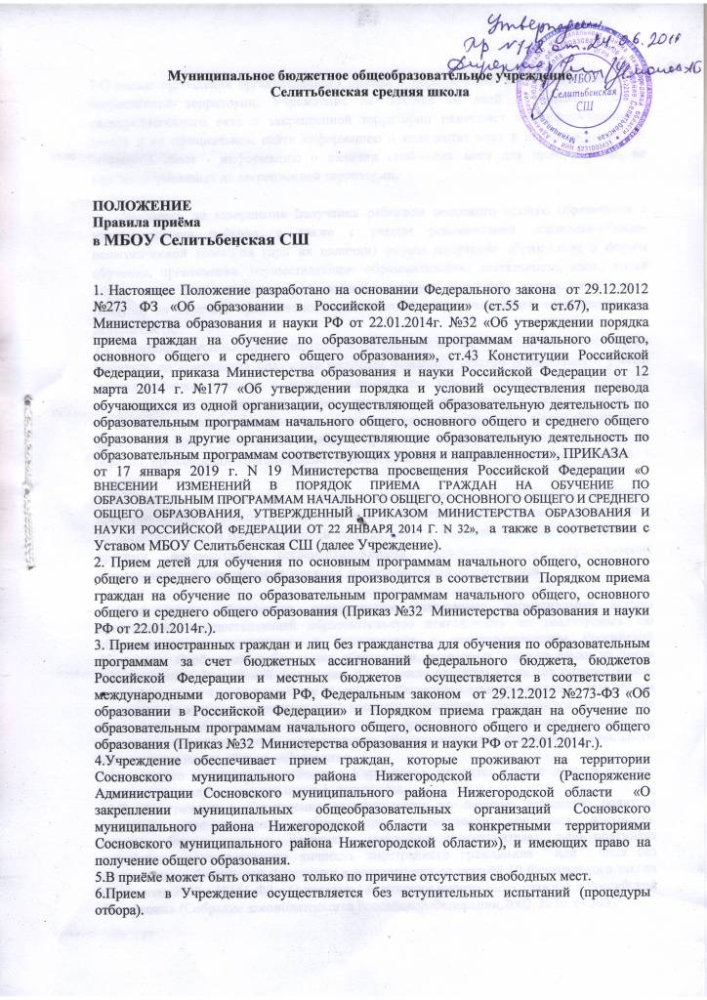 Утверждаю
Пр №118 от 24.06.2019
Директор
Муниципальное бюджетное общеобразовательное учреждение
Селитьбенская средняя школа
МБОУ
Селитьбенская
СШ
ПОЛОЖЕНИЕ
Правила приёма
в МБОУ Селитьбенская СШ
1. Настоящее Положение разработано на основании Федерального закона от 29.12.2012
№273 ФЗ «Об образовании в Российской Федерации» (ст.55 и ст.67), приказа
Министерства образования и науки РФ от 22.01.2014г. №32 «Об утверждении порядка
приема граждан на обучение по образовательным программам начального общего,
основного общего и среднего общего образования», ст.43 Конституции Российской
Федерации, приказа Министерства образования и науки Российской Федерации от 12
марта 2014 г. №177 «Об утверждении порядка и условий осуществления перевода
обучающихся из одной организации, осуществляющей образовательную деятельность по
образовательным программам начального общего, основного общего и среднего общего
образования в другие организации, осуществляющие образовательную деятельность по
образовательным программам соответствующих уровня и направленности», ПРИКАЗА
от 17 января 2019 г. N 19 Министерства просвещения Российской Федерации «О
ВНЕСЕНИИ ИЗМЕНЕНИЙ В ПОРЯДОК ПРИЕМА ГРАЖДАН НА ОБУЧЕНИЕ ПО
ОБРАЗОВАТЕЛЬНЫМ ПРОГРАММАМ НАЧАЛЬНОГО ОБЩЕГО, ОСНОВНОГО ОБЩЕГО И СРЕДНЕГО
ОБЩЕГО ОБРАЗОВАНИЯ, УТВЕРЖДЕННЫЙ ПРИКАЗОМ МИНИСТЕРСТВА ОБРАЗОВАНИЯ И
НАУКИ РОССИЙСКОЙ ФЕДЕРАЦИИ ОТ 22 ЯНВАРЯ 2014 Г. N 32», а также в соответствии с
Уставом МБОУ Селитьбенская СШ (далее Учреждение).
2. Прием детей для обучения по основным программам начального общего, основного
общего и среднего общего образования производится в соответствии Порядком приема
граждан на обучение по образовательным программам начального общего, основного
общего и среднего общего образования (Приказ №32 Министерства образования и науки
РФ от 22.01.2014г.).
3. Прием иностранных граждан и лиц без гражданства для обучения по образовательным
программам за счет бюджетных ассигнований федерального бюджета, бюджетов
Российской Федерации и местных бюджетов осуществляется в соответствии с
международными договорами РФ, Федеральным законом от 29.12.2012 №273-ФЗ «Об
образовании в Российской Федерации» и Порядком приема граждан на обучение по
образовательным программам начального общего, основного общего и среднего общего
образования (Приказ №32 Министерства образования и науки РФ от 22.01.2014г.).
4.Учреждение обеспечивает прием граждан, которые проживают на территории
Сосновского муниципального района Нижегородской области (Распоряжение
Администрации Сосновского муниципального района Нижегородской области «О
закреплении муниципальных общеобразовательных организаций Сосновского
муниципального района Нижегородской области за конкретными территориями
Сосновского муниципального района Нижегородской области»), и имеющих право на
получение общего образования.
5.В приёме может быть отказано только по причине отсутствия свободных мест.
6.Прием в Учреждение осуществляется без вступительных испытаний (процедуры
отбора).